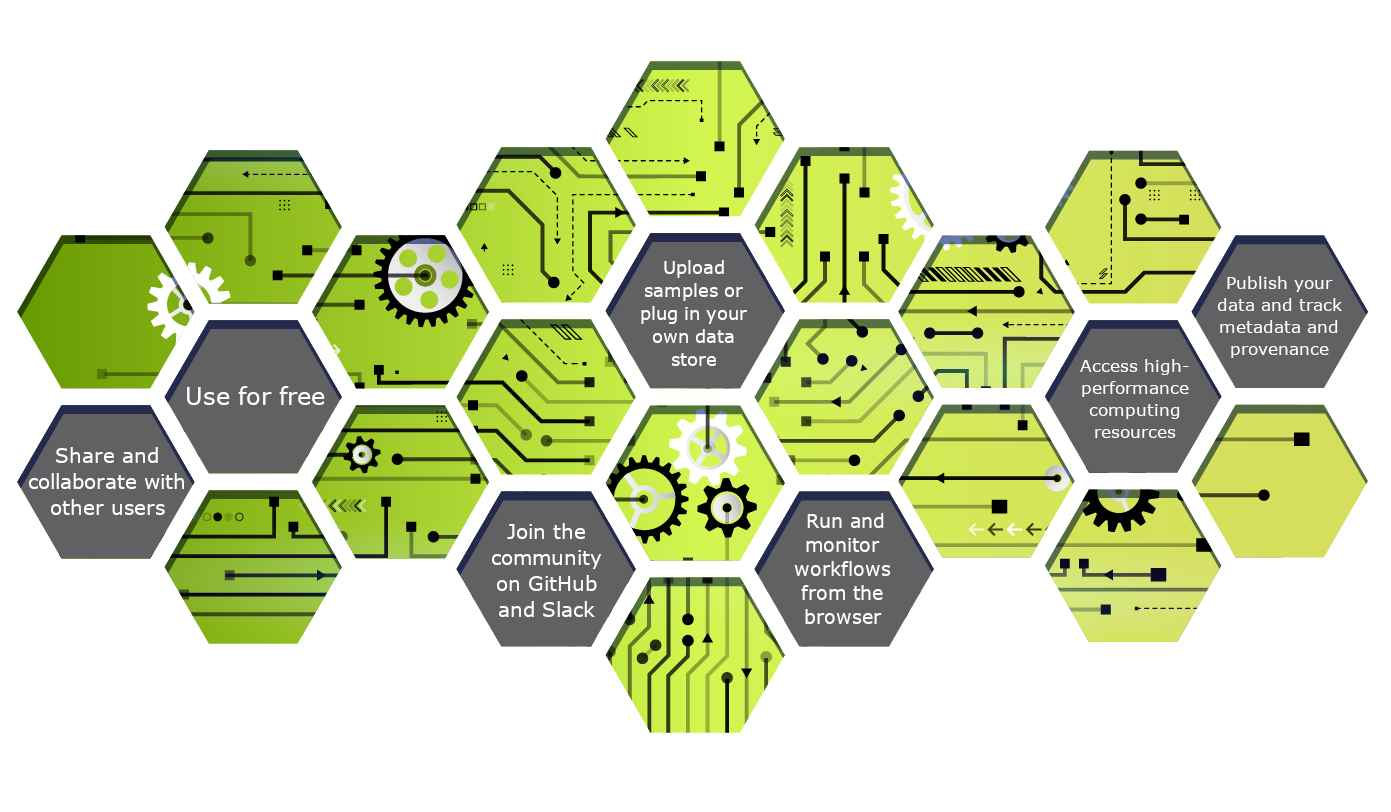 Use for free
Share and
collaborate with
other users
Join the
community
on GitHub
and Slack
Upload
samples or
plug in your
own data
store
Run and
monitor
workflows
from the
browser
Access high-
performance
computing
resources
Publish your
data and track
metadata and
provenance